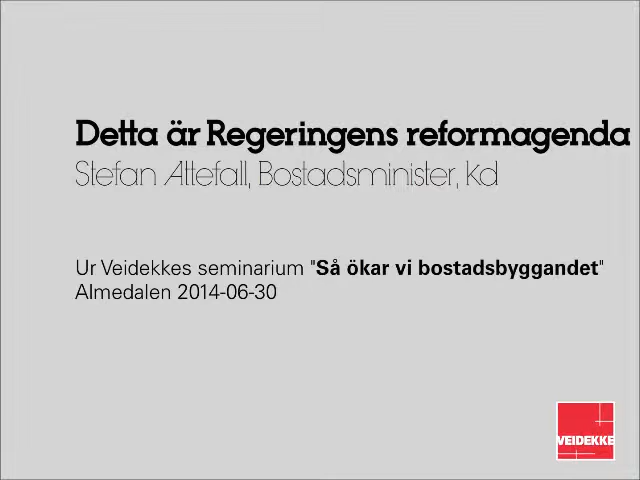 Detta är Regeringens reformagenda
Stefan Attefall, Bostadsminister, Kd
Ur Veidekkes seminarium "Så ökar vi bostadsbyggandet"
Almedalen 2014-06-30
VEIDEKKE